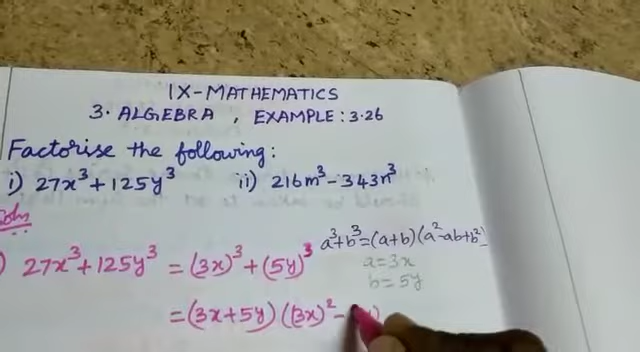 IX-MATHEMATICS
3. ALGEBRA , EXAMPLE: 3.26
Factorise the following:
i) 27x³+125y³ ii) 216m³-343n³
Soln
) 27x³+125y³ = (3x)³+(5y)³ a³+b³=(a+b)(a²-ab+b²)
a=3x
b=5y
=(3x+5y)((3x)²-